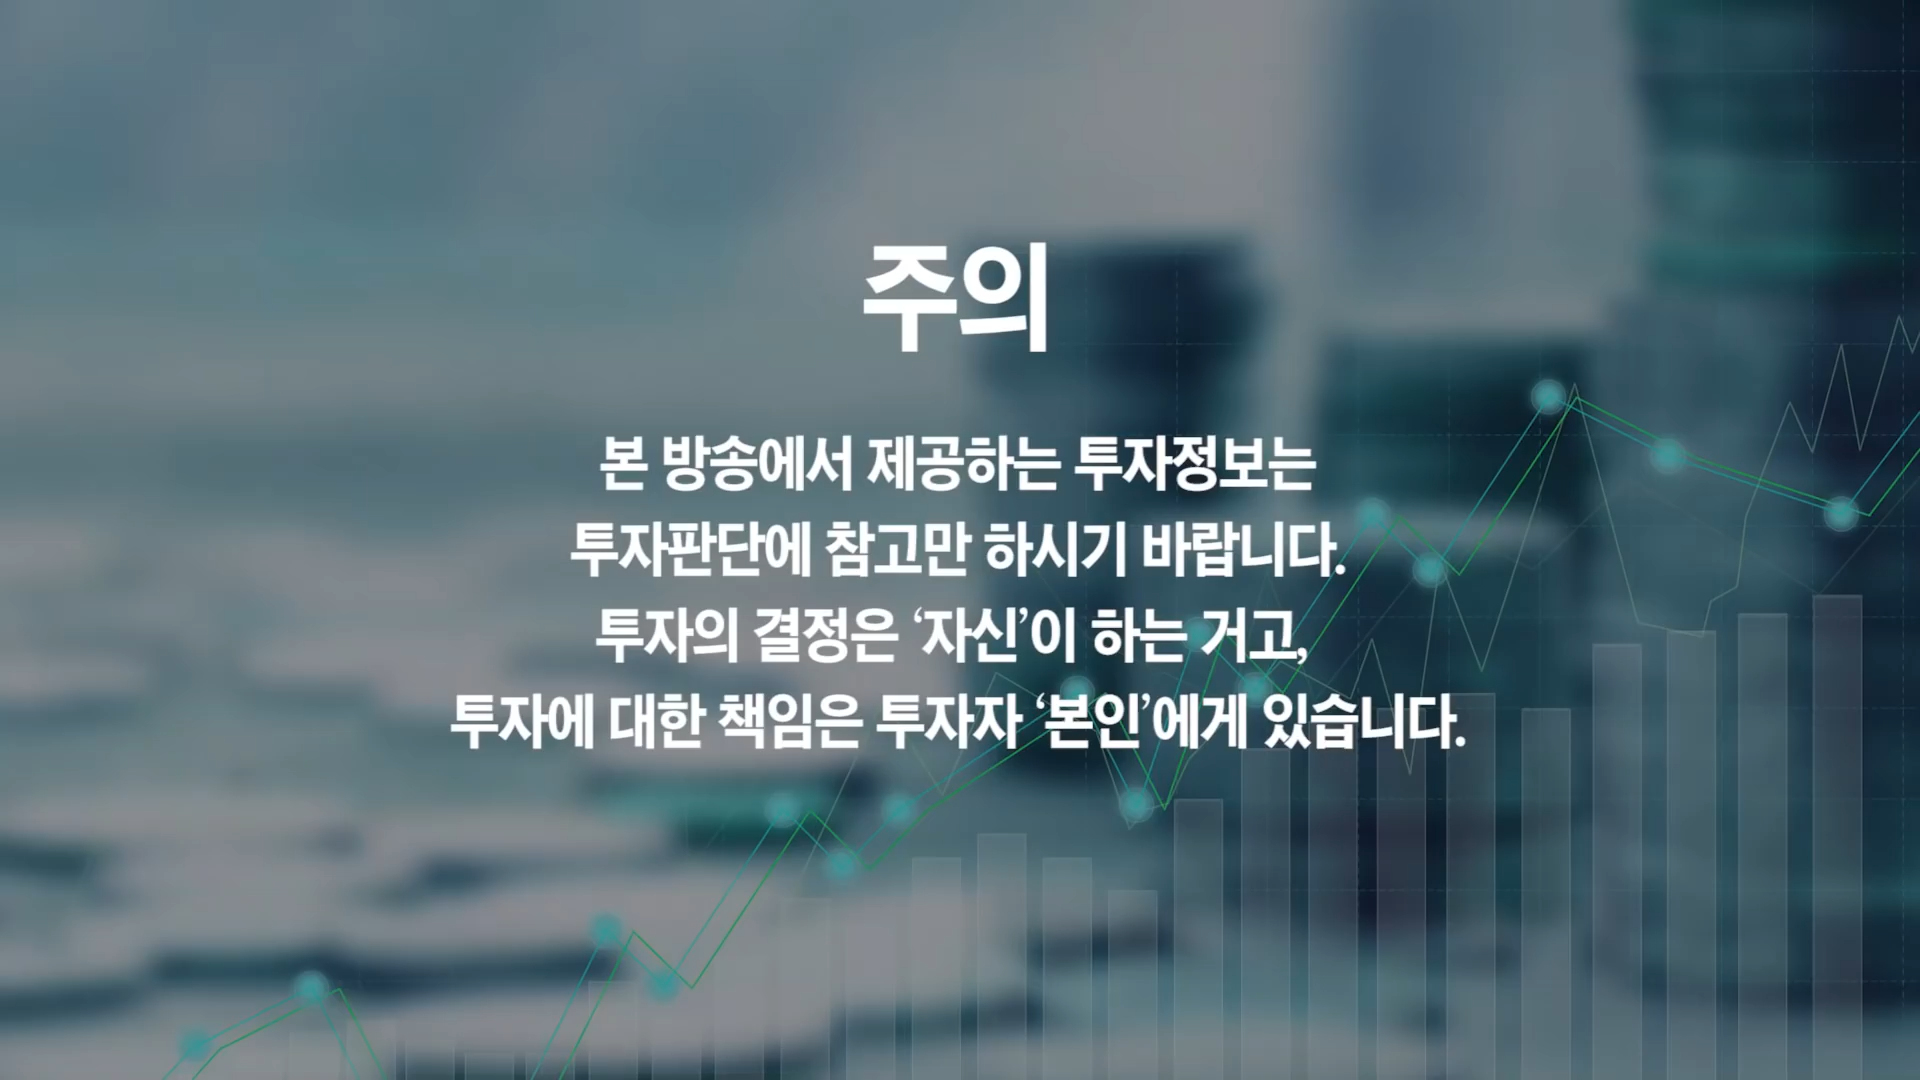 주의
본 방송에서 제공하는 투자정보는
투자판단에 참고만 하시기 바랍니다.
투자의 결정은 ‘자신’이 하는 거고,
투자에 대한 책임은 투자자 ‘본인’에게 있습니다.